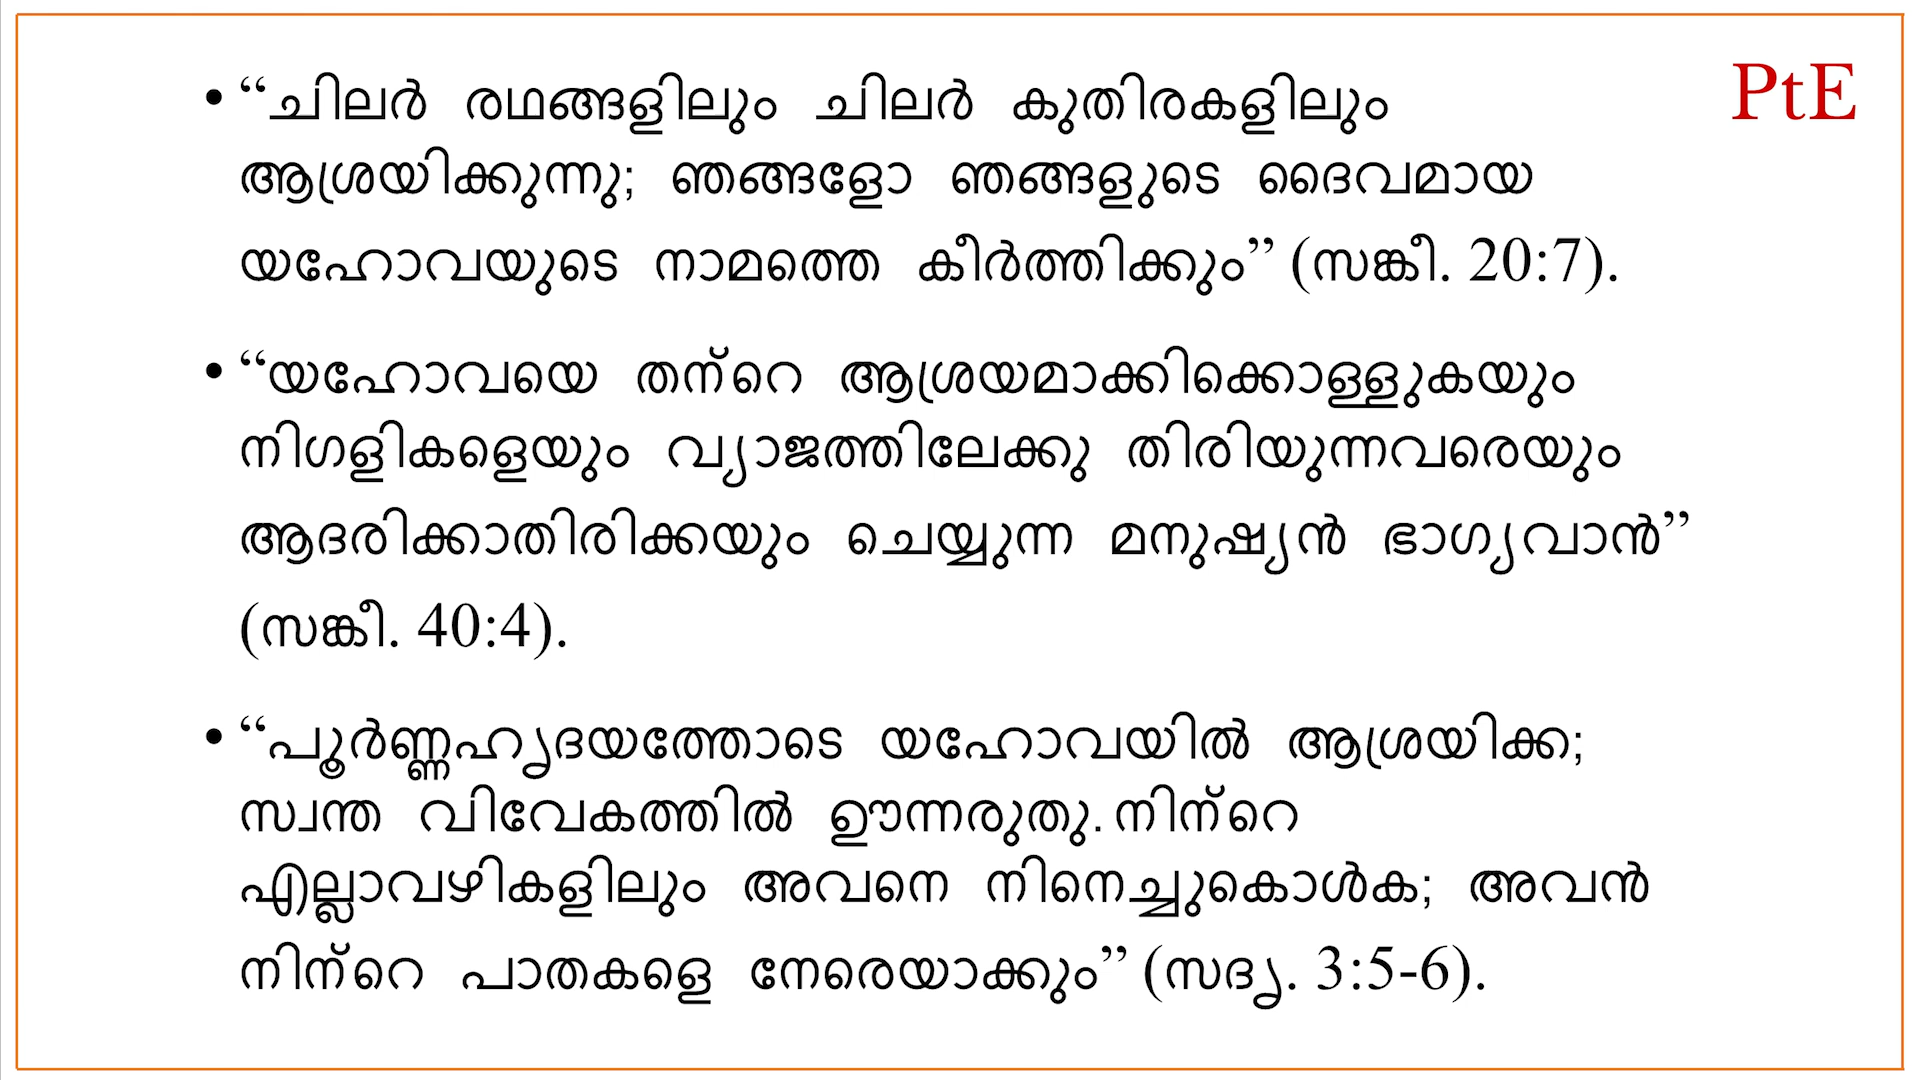 • “ചിലർ രഥങ്ങളിലും ചിലർ കുതിരകളിലും
PtE
ആശ്രയിക്കുന്നു; ഞങ്ങളോ ഞങ്ങളുടെ ദൈവമായ
യഹോവയുടെ നാമത്തെ കീർത്തിക്കും” (സങ്കീ. 20:7).
• “യഹോവയെ തന്റെ ആശ്രയമാക്കിക്കൊള്ളുകയും
നിഗളികളെയും വ്യാജത്തിലേക്കു തിരിയുന്നവരെയും
ആദരിക്കാതിരിക്കയും ചെയ്യുന്ന മനുഷ്യൻ ഭാഗ്യവാൻ”
(സങ്കീ. 40:4).
• “പൂർണ്ണഹൃദയത്തോടെ യഹോവയിൽ ആശ്രയിക്ക;
സ്വന്ത വിവേകത്തിൽ ഊന്നരുതു. നിന്റെ
എല്ലാവഴികളിലും അവനെ നിനെച്ചുകൊൾക; അവൻ
നിന്റെ പാതകളെ നേരെയാക്കും” (സദൃ. 3:5-6).